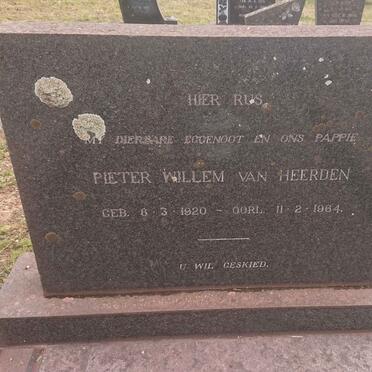 HIER RUS
MY DIERBARE EGGENOOT EN ONS PAPPIE
PIETER WILLEM VAN HEERDEN
GEB. 6-3-1920 - OORL. 11-2-1964.
U WIL GESKIED.